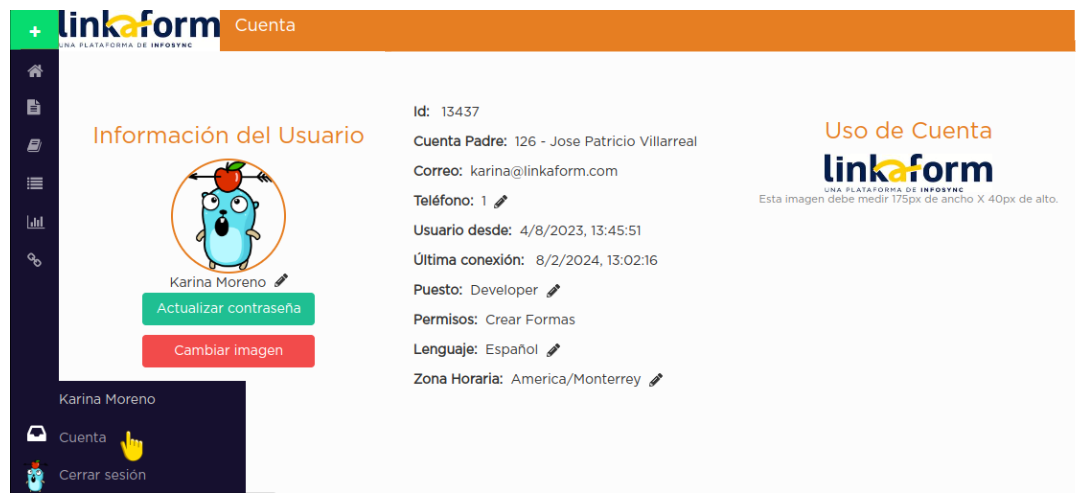 +
linkaform
UNA PLATAFORMA DE INFOSYNC
Cuenta
Información del Usuario
Karina Moreno
Actualizar contraseña
Cambiar imagen
Id: 13437
Cuenta Padre: 126 - Jose Patricio Villarreal
Correo: karina@linkaform.com
Teléfono: 1
Usuario desde: 4/8/2023, 13:45:51
Última conexión: 8/2/2024, 13:02:16
Puesto: Developer
Permisos: Crear Formas
Lenguaje: Español
Zona Horaria: America/Monterrey
Uso de Cuenta
linkaform
UNA PLATAFORMA DE INFOSYNC
Esta imagen debe medir 175px de ancho X 40px de alto.
Karina Moreno
Cuenta
Cerrar sesión